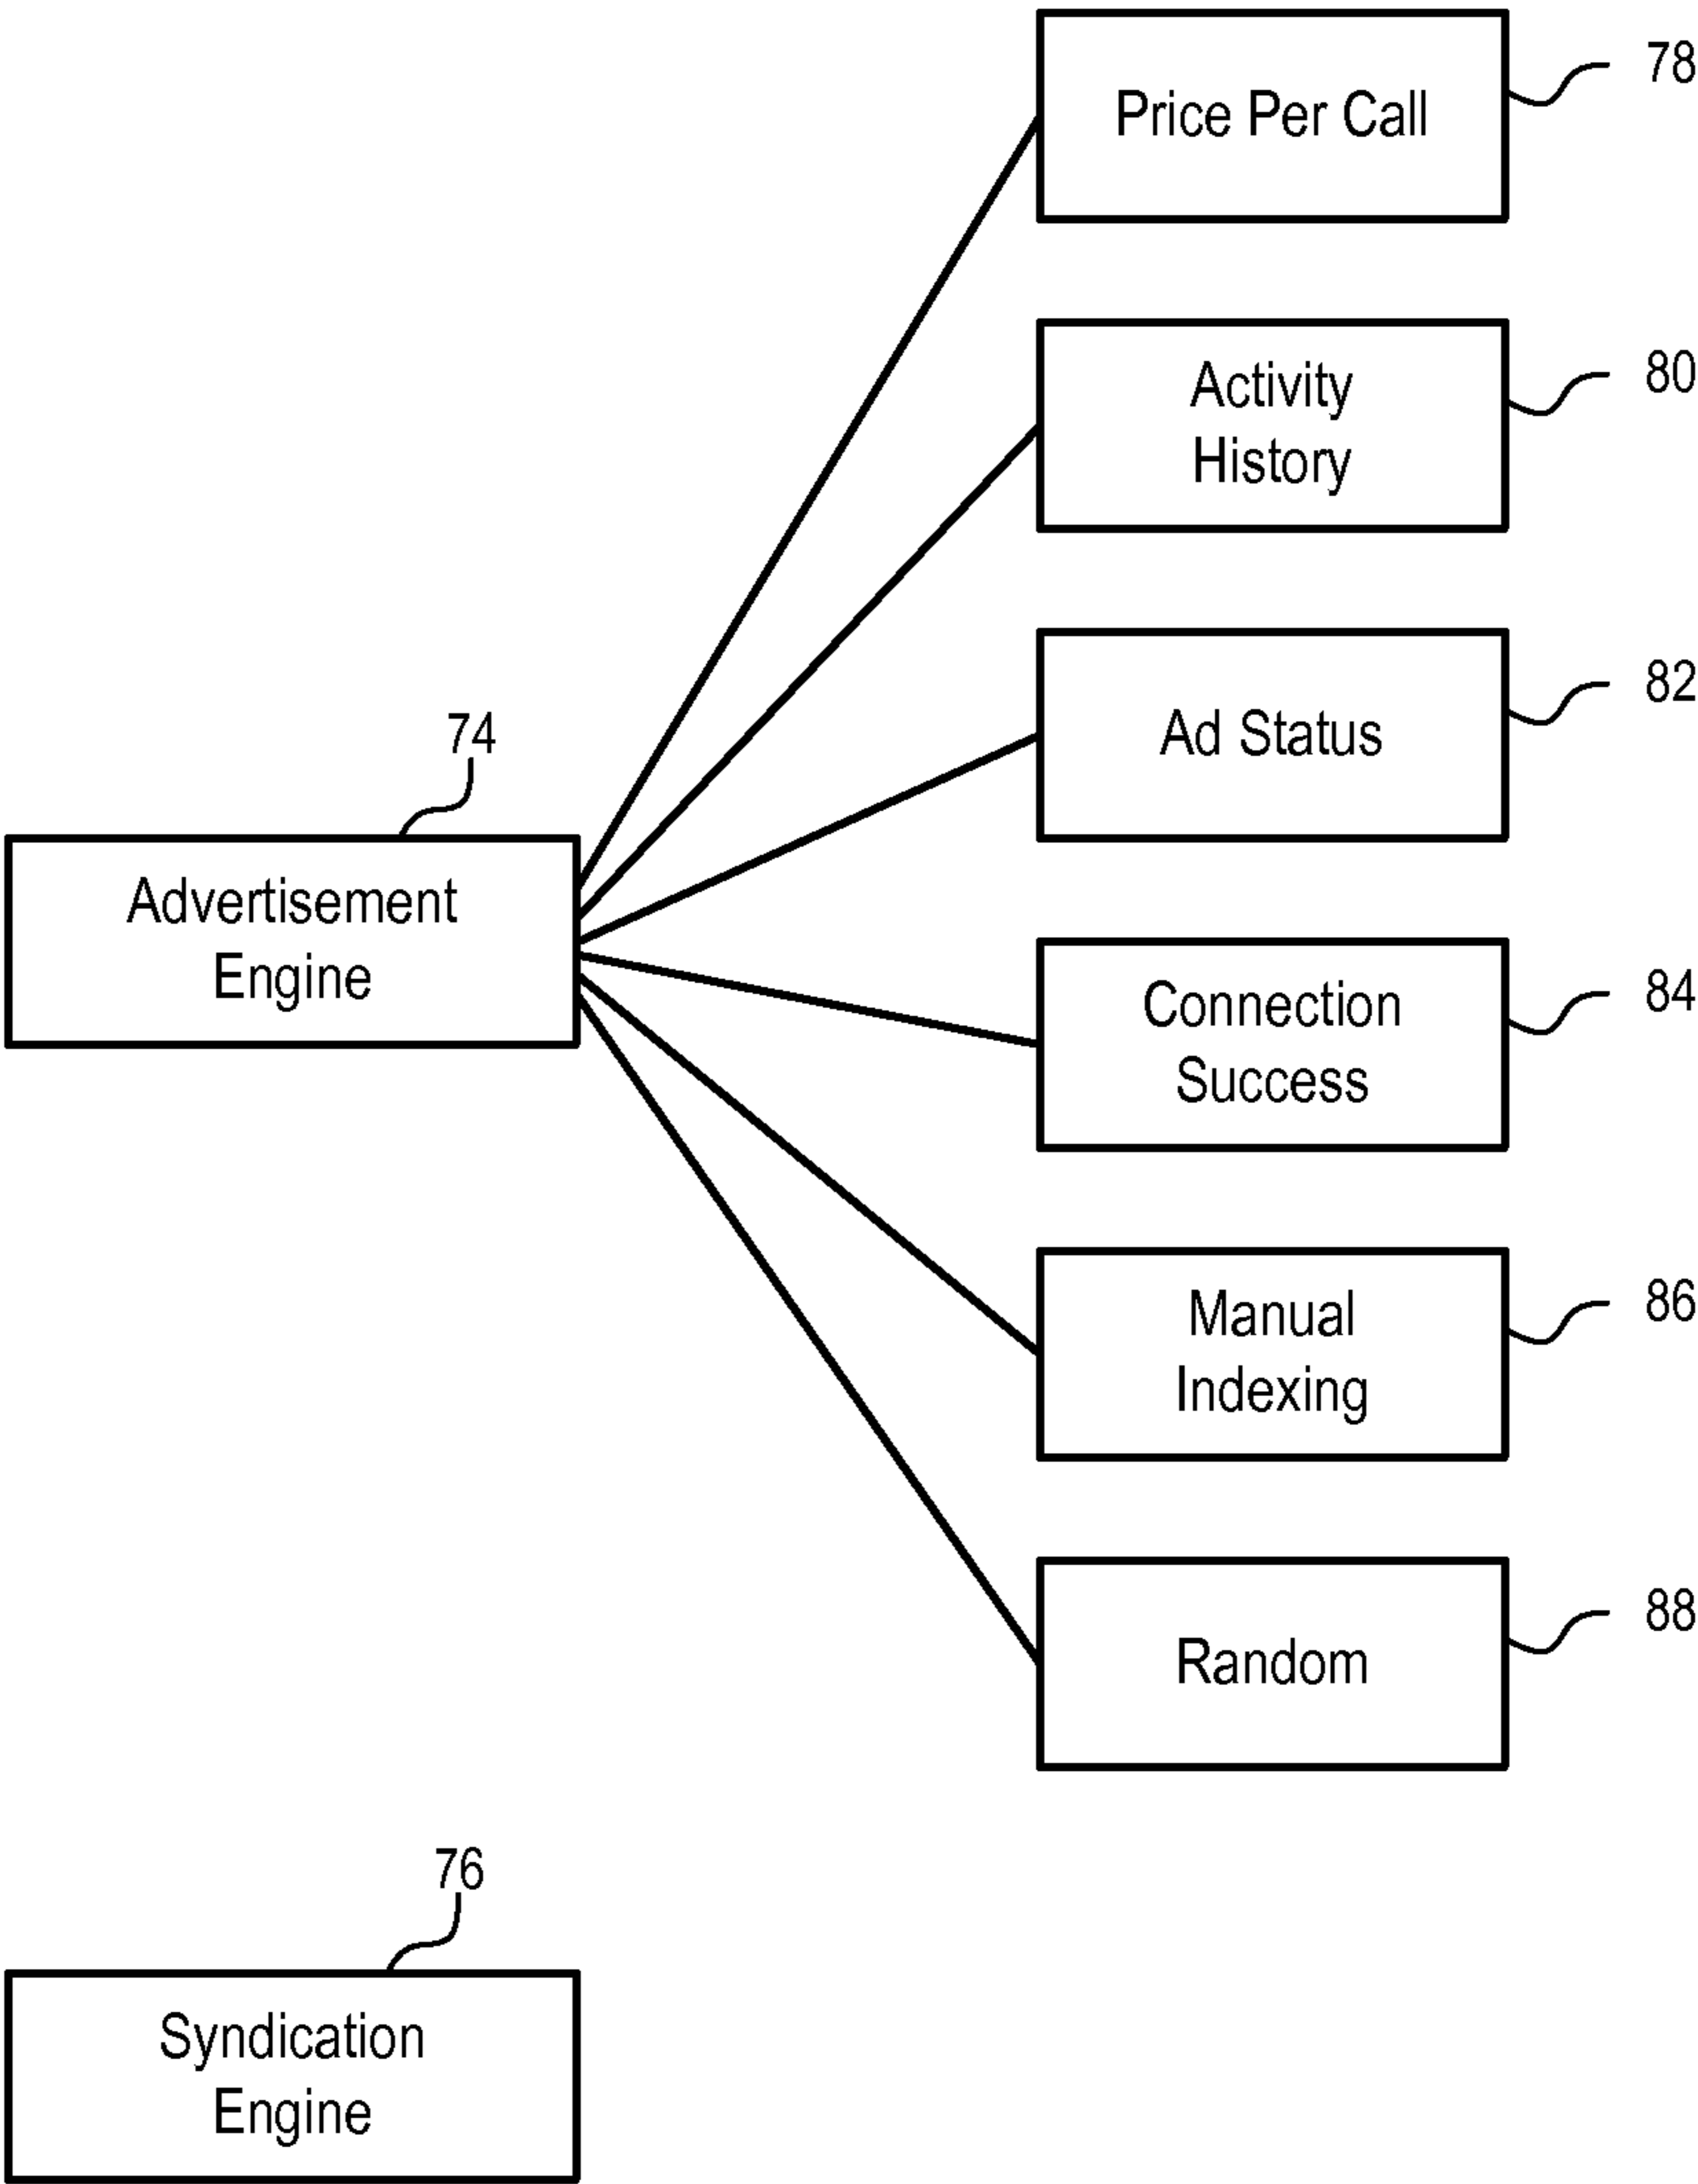 Price Per Call
78
Activity
History
80
Ad Status
82
74
Advertisement
Engine
Connection
Success
84
Manual
Indexing
86
Random
88
76
Syndication
Engine